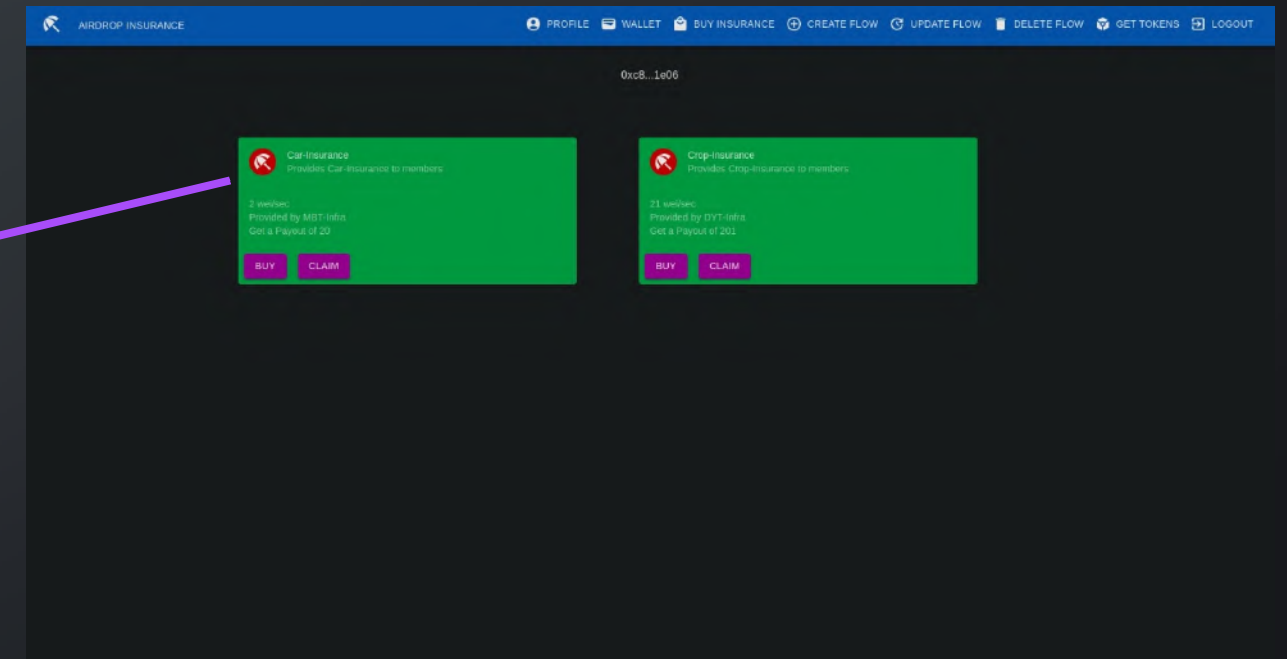 AIRDROP INSURANCE PROFILE WALLET BUY INSURANCE CREATE FLOW UPDATE FLOW DELETE FLOW GET TOKENS LOGOUT
0xc8...1e06
Car-Insurance
Provides Car-Insurance to members
2 wei/sec
Provided by MBT-Infra
Get a Payout of 20
BUY CLAIM
Crop-Insurance
Provides Crop-Insurance to members
21 wei/sec
Provided by DYT-Infra
Get a Payout of 201
BUY CLAIM